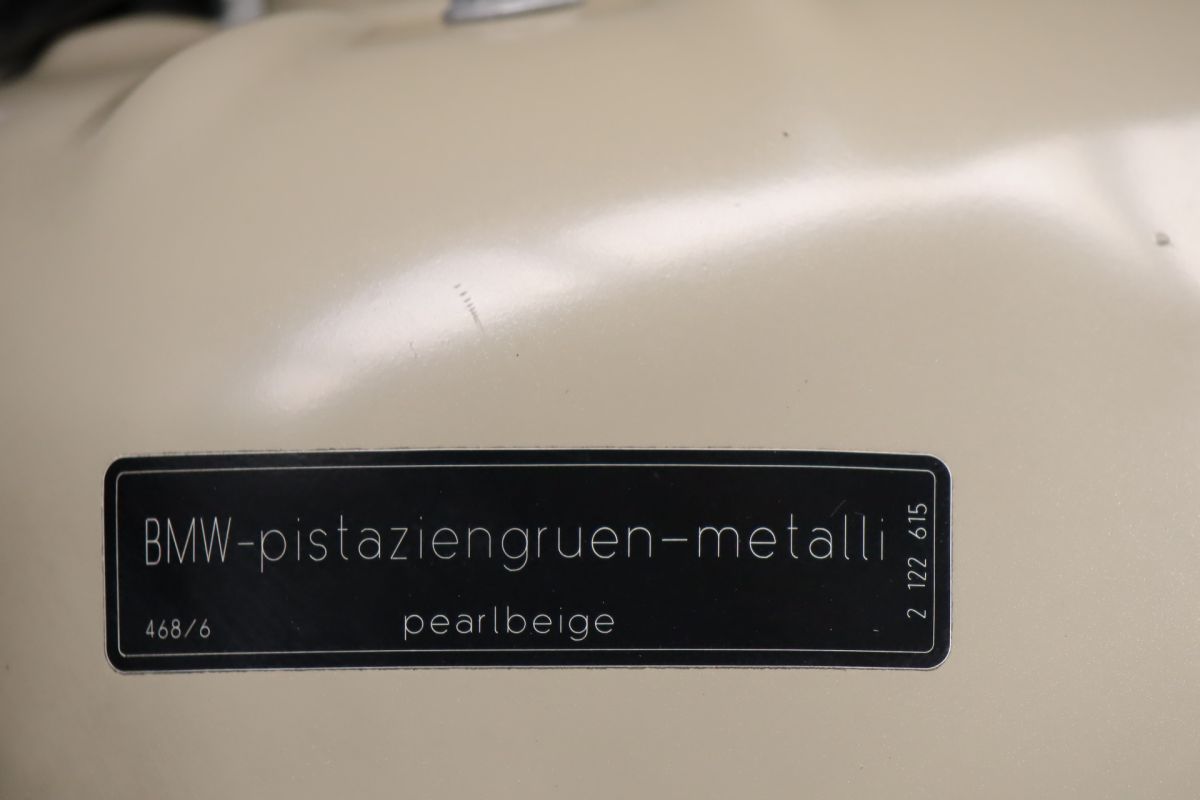 BMW-pistaziengruen-metalli
468/6
pearlbeige
2 122 615